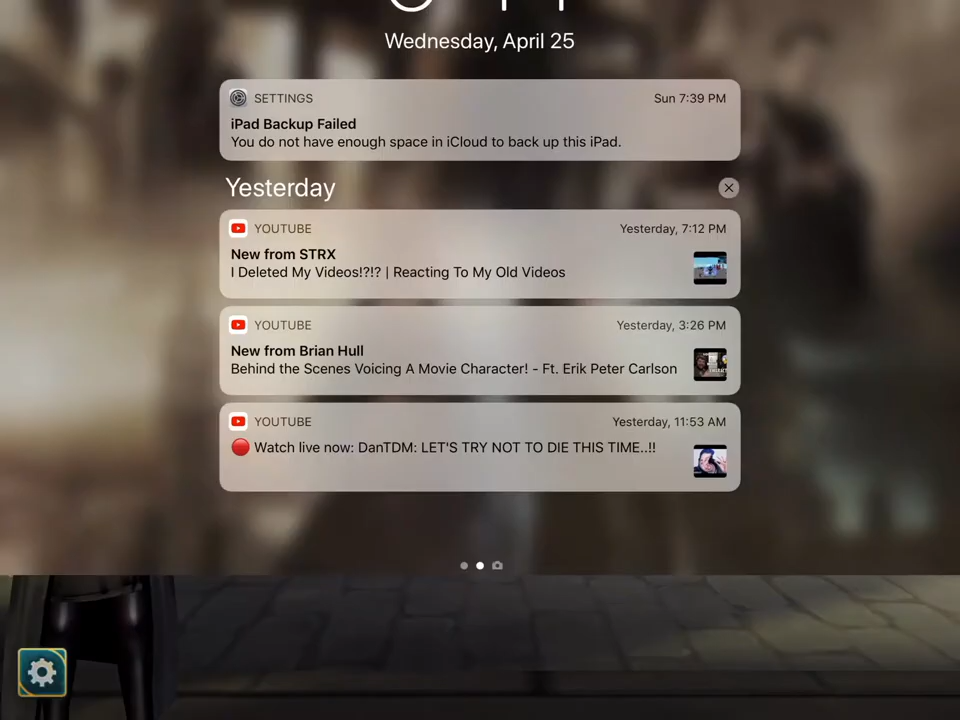 Wednesday, April 25
SETTINGS
Sun 7:39 PM
iPad Backup Failed
You do not have enough space in iCloud to back up this iPad.
Yesterday
YOUTUBE
Yesterday, 7:12 PM
New from STRX
I Deleted My Videos!?!? | Reacting To My Old Videos
YOUTUBE
Yesterday, 3:26 PM
New from Brian Hull
Behind the Scenes Voicing A Movie Character! - Ft. Erik Peter Carlson
YOUTUBE
Yesterday, 11:53 AM
🔴 Watch live now: DanTDM: LET'S TRY NOT TO DIE THIS TIME..!!